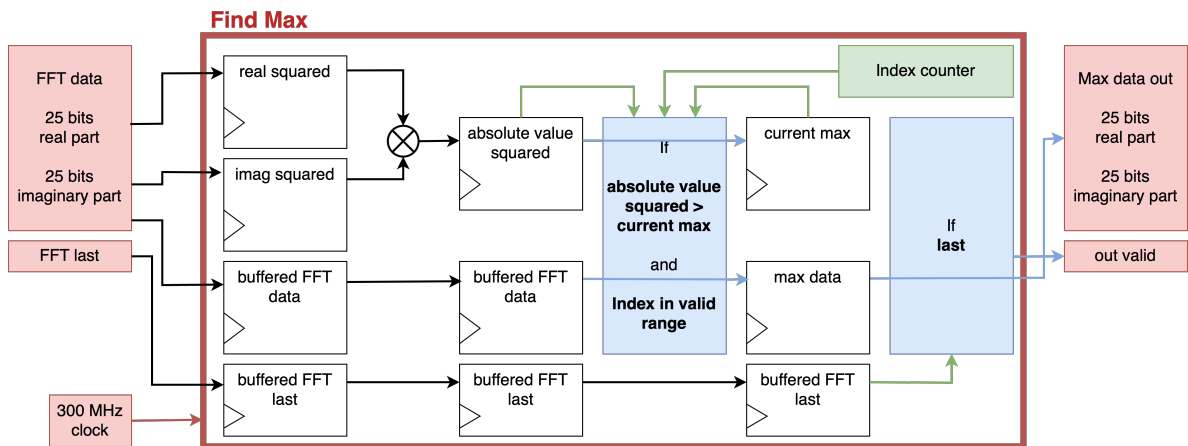 Find Max
FFT data
25 bits
real part
25 bits
imaginary part
FFT last
300 MHz
clock
real squared
imag squared
buffered FFT
data
buffered FFT
last
absolute value
squared
buffered FFT
data
buffered FFT
last
If
absolute value
squared >
current max
and
Index in valid
range
Index counter
current max
max data
buffered FFT
last
If
last
Max data out
25 bits
real part
25 bits
imaginary part
out valid